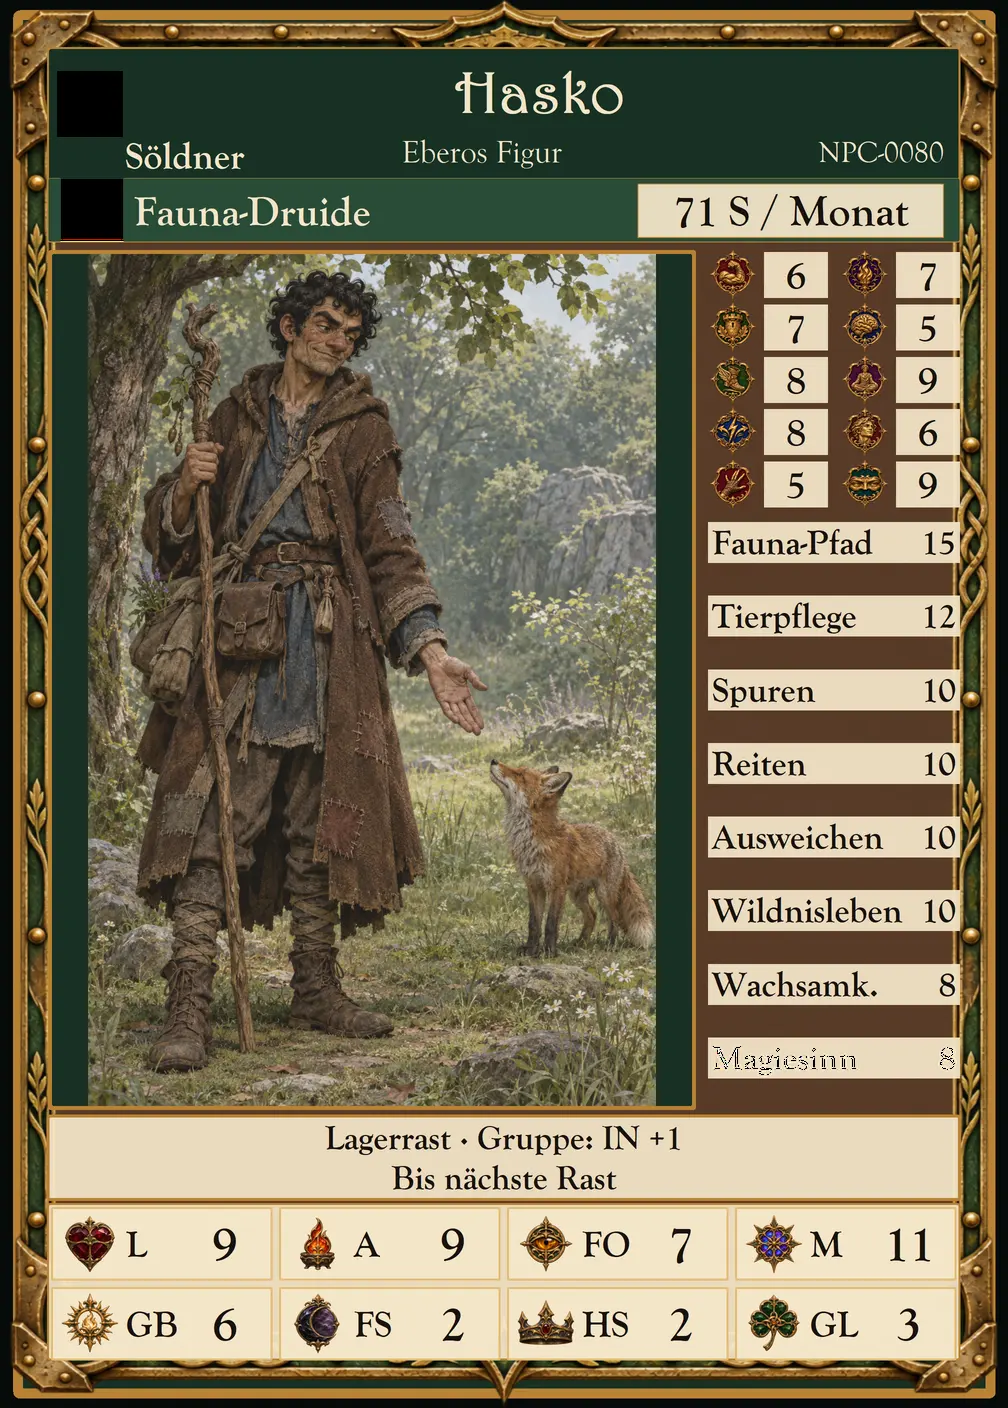 Hasko
Söldner Eberos Figur NPC-0080
Fauna-Druide 71 S / Monat
6 7
7 5
8 9
8 6
5 9
Fauna-Pfad 15
Tierpflege 12
Spuren 10
Reiten 10
Ausweichen 10
Wildnisleben 10
Wachsamk. 8
Magiesinn 8
Lagerrast · Gruppe: IN +1
Bis nächste Rast
L 9 A 9 FO 7 M 11
GB 6 FS 2 HS 2 GL 3